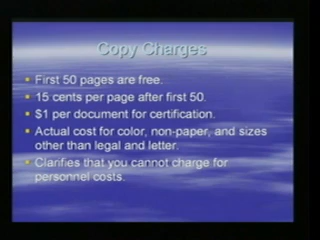 Copy Charges
First 50 pages are free.
15 cents per page after first 50.
$1 per document for certification.
Actual cost for color, non-paper, and sizes
other than legal and letter.
Clarifies that you cannot charge for
personnel costs.